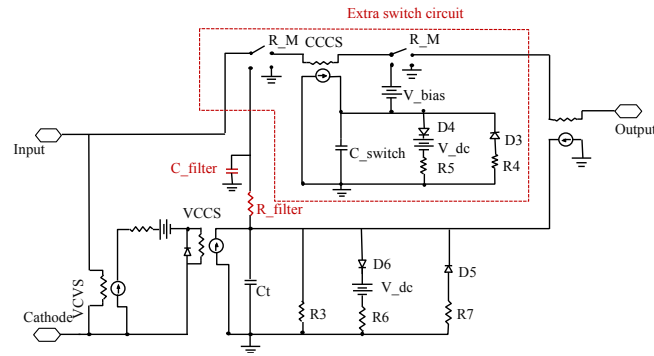 Extra switch circuit
R_M
CCCS
R_M
V_bias
Input
Output
D4
D3
V_dc
C_switch
R5
R4
C_filter
R_filter
VCCS
VCVS
Ct
D6
D5
V_dc
R3
R6
R7
Cathode